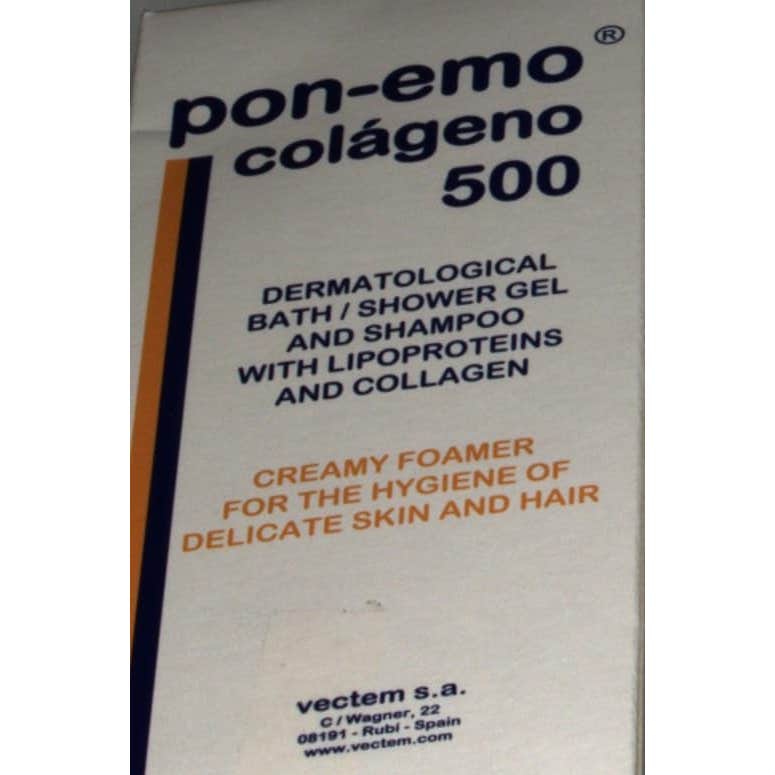 pon-emo®
colágeno
500
DERMATOLOGICAL
BATH / SHOWER GEL
AND SHAMPOO
WITH LIPOPROTEINS
AND COLLAGEN
CREAMY FOAMER
FOR THE HYGIENE OF
DELICATE SKIN AND HAIR
vectem s.a.
C / Wagner, 22
08191 - Rubí - Spain
www.vectem.com